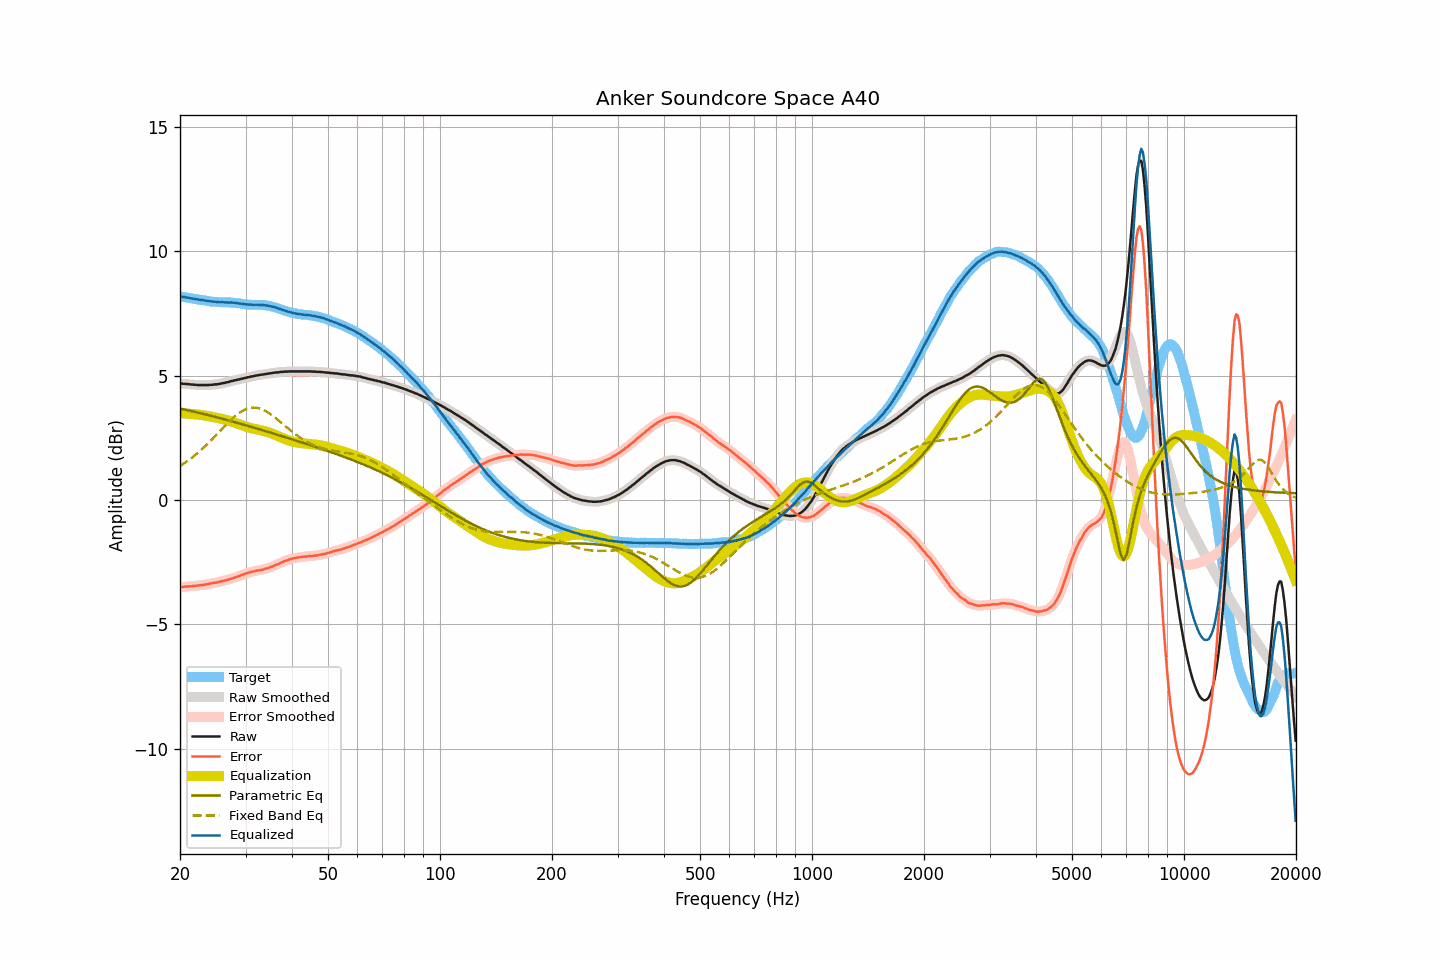 Anker Soundcore Space A40
15
10
5
0
−5
−10
Amplitude (dBr)
Target
Raw Smoothed
Error Smoothed
Raw
Error
Equalization
Parametric Eq
Fixed Band Eq
Equalized
20 50 100 200 500 1000 2000 5000 10000 20000
Frequency (Hz)